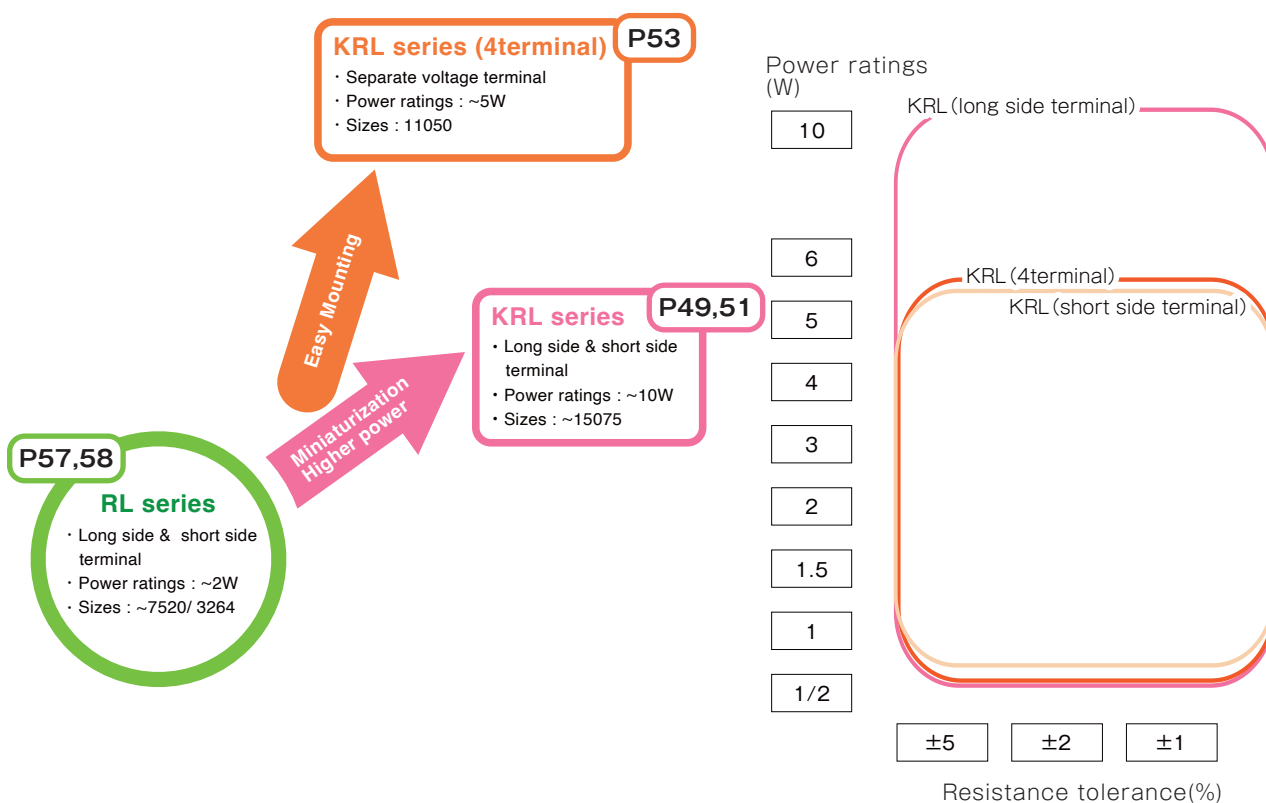 KRL series (4terminal)
P53
· Separate voltage terminal
· Power ratings : ~5W
· Sizes : 11050
Easy Mounting
KRL series
P49,51
· Long side & short side
terminal
· Power ratings : ~10W
· Sizes : ~15075
Miniaturization
Higher power
P57,58
RL series
· Long side & short side
terminal
· Power ratings : ~2W
· Sizes : ~7520/ 3264
Power ratings
(W)
10
6
5
4
3
2
1.5
1
1/2
KRL(long side terminal)
KRL(4terminal)
KRL(short side terminal)
±5
±2
±1
Resistance tolerance(%)